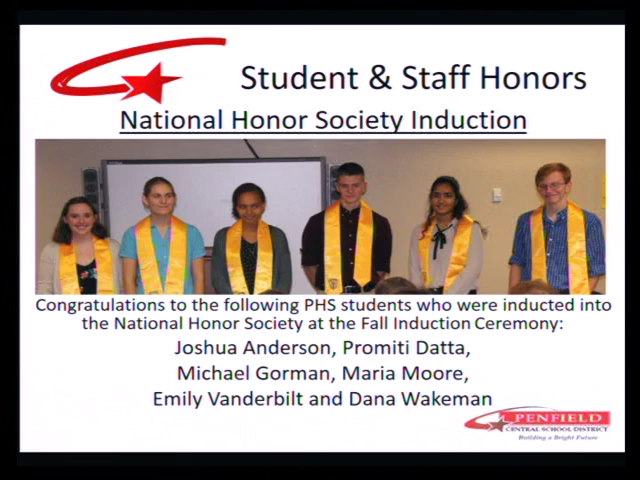 Student & Staff Honors
National Honor Society Induction
Congratulations to the following PHS students who were inducted into
the National Honor Society at the Fall Induction Ceremony:
Joshua Anderson, Promiti Datta,
Michael Gorman, Maria Moore,
Emily Vanderbilt and Dana Wakeman
PENFIELD
CENTRAL SCHOOL DISTRICT
Building a Bright Future